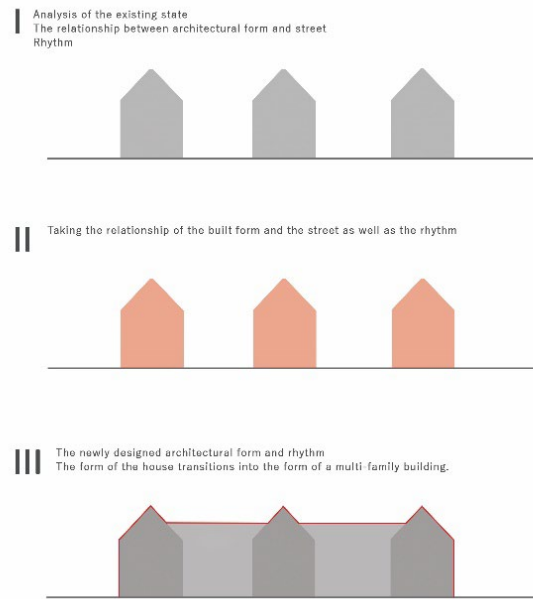 I
Analysis of the existing state
The relationship between architectural form and street
Rhythm
II
Taking the relationship of the built form and the street as well as the rhythm
III
The newly designed architectural form and rhythm
The form of the house transitions into the form of a multi-family building.